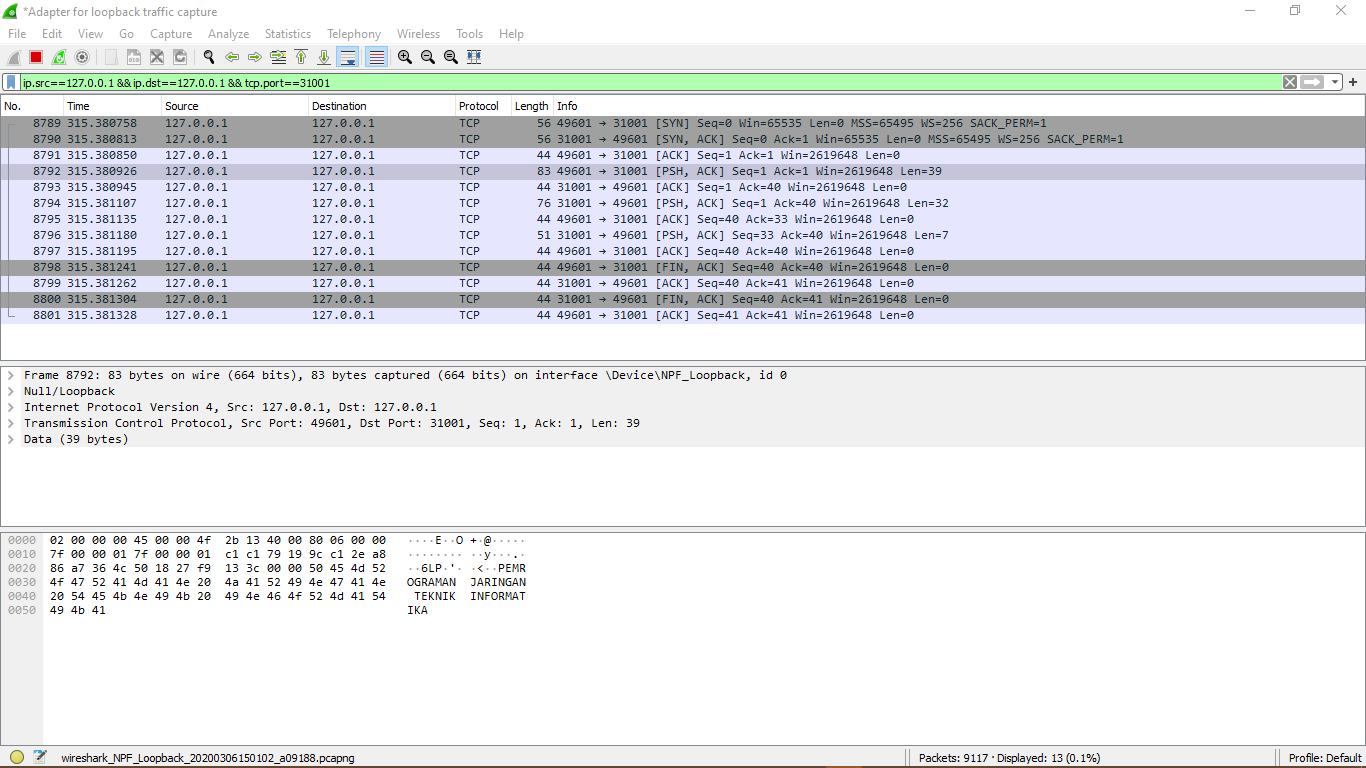 *Adapter for loopback traffic capture
File Edit View Go Capture Analyze Statistics Telephony Wireless Tools Help
ip.src==127.0.0.1 && ip.dst==127.0.0.1 && tcp.port==31001
No. Time Source Destination Protocol Length Info
8789 315.380758 127.0.0.1 127.0.0.1 TCP 56 49601 → 31001 [SYN] Seq=0 Win=65535 Len=0 MSS=65495 WS=256 SACK_PERM=1
8790 315.380813 127.0.0.1 127.0.0.1 TCP 56 31001 → 49601 [SYN, ACK] Seq=0 Ack=1 Win=65535 Len=0 MSS=65495 WS=256 SACK_PERM=1
8791 315.380850 127.0.0.1 127.0.0.1 TCP 44 49601 → 31001 [ACK] Seq=1 Ack=1 Win=2619648 Len=0
8792 315.380926 127.0.0.1 127.0.0.1 TCP 83 49601 → 31001 [PSH, ACK] Seq=1 Ack=1 Win=2619648 Len=39
8793 315.380945 127.0.0.1 127.0.0.1 TCP 44 31001 → 49601 [ACK] Seq=1 Ack=40 Win=2619648 Len=0
8794 315.381107 127.0.0.1 127.0.0.1 TCP 76 31001 → 49601 [PSH, ACK] Seq=1 Ack=40 Win=2619648 Len=32
8795 315.381135 127.0.0.1 127.0.0.1 TCP 44 49601 → 31001 [ACK] Seq=40 Ack=33 Win=2619648 Len=0
8796 315.381180 127.0.0.1 127.0.0.1 TCP 51 31001 → 49601 [PSH, ACK] Seq=33 Ack=40 Win=2619648 Len=7
8797 315.381195 127.0.0.1 127.0.0.1 TCP 44 49601 → 31001 [ACK] Seq=40 Ack=40 Win=2619648 Len=0
8798 315.381241 127.0.0.1 127.0.0.1 TCP 44 49601 → 31001 [FIN, ACK] Seq=40 Ack=40 Win=2619648 Len=0
8799 315.381262 127.0.0.1 127.0.0.1 TCP 44 31001 → 49601 [ACK] Seq=40 Ack=41 Win=2619648 Len=0
8800 315.381304 127.0.0.1 127.0.0.1 TCP 44 31001 → 49601 [FIN, ACK] Seq=40 Ack=41 Win=2619648 Len=0
8801 315.381328 127.0.0.1 127.0.0.1 TCP 44 49601 → 31001 [ACK] Seq=41 Ack=41 Win=2619648 Len=0
Frame 8792: 83 bytes on wire (664 bits), 83 bytes captured (664 bits) on interface \Device\NPF_Loopback, id 0
Null/Loopback
Internet Protocol Version 4, Src: 127.0.0.1, Dst: 127.0.0.1
Transmission Control Protocol, Src Port: 49601, Dst Port: 31001, Seq: 1, Ack: 1, Len: 39
Data (39 bytes)
0000 02 00 00 00 45 00 00 4f 2b 13 40 00 80 06 00 00 ····E··O +·@·····
0010 7f 00 00 01 7f 00 00 01 c1 c1 79 19 9c c1 2e a8 ········ ··y···.·
0020 86 a7 36 4c 50 18 27 f9 13 3c 00 00 50 45 4d 52 ··6LP·'· ·<··PEMR
0030 4f 47 52 41 4d 41 4e 20 4a 41 52 49 4e 47 41 4e OGRAMAN JARINGAN
0040 20 54 45 4b 4e 49 4b 20 49 4e 46 4f 52 4d 41 54 TEKNIK INFORMAT
0050 49 4b 41 IKA
wireshark_NPF_Loopback_20200306150102_a09188.pcapng Packets: 9117 · Displayed: 13 (0.1%) Profile: Default